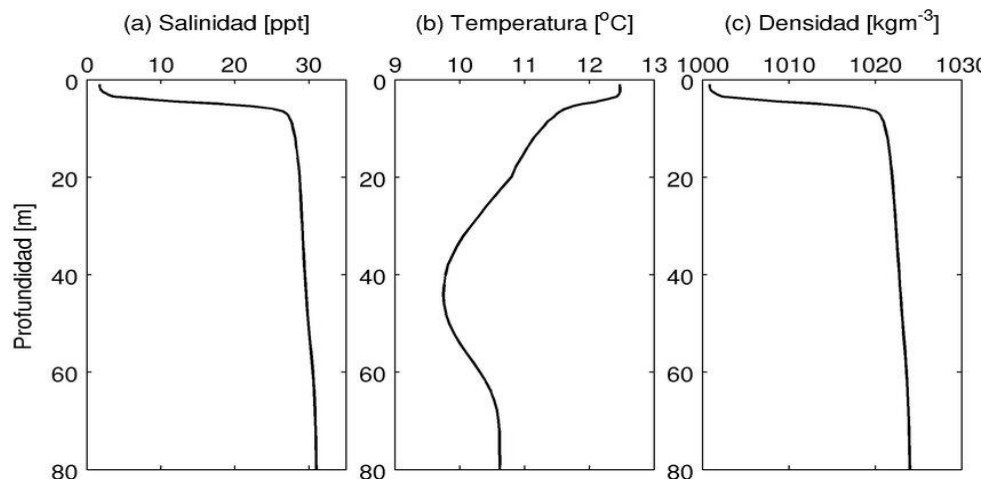 (a) Salinidad [ppt] (b) Temperatura [°C] (c) Densidad [kgm-3]
0 10 20 30 9 10 11 12 13 1000 1010 1020 1030
0 0 0
20 20 20
40 40 40
60 60 60
80 80 80
Profundidad [m]